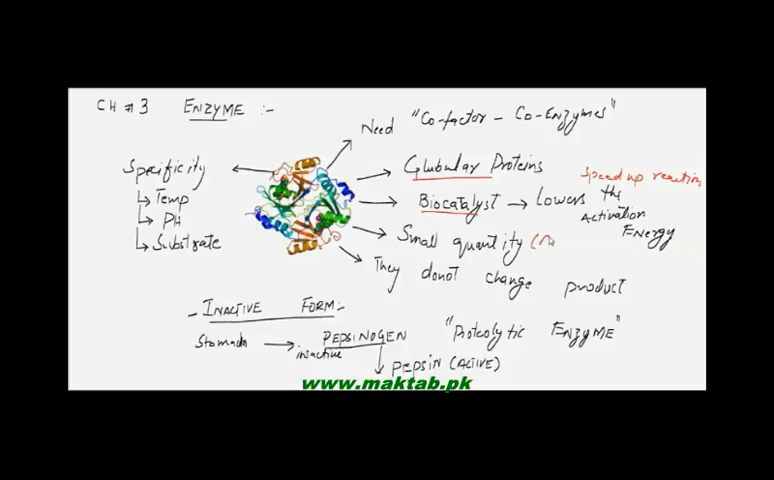 CH # 3 ENZYME :-
Need "Co-factor - Co-Enzymes"
Specificity
Temp
PH
Substrate
Globular Proteins
Biocatalyst → Lowers the
Activation
Energy
Speed up reaction
Small quantity
They donot change product
- INACTIVE FORM :-
Stomach → PEPSINOGEN "Proteolytic ENZYME"
inactive
PEPSIN (ACTIVE)
www.maktab.pk